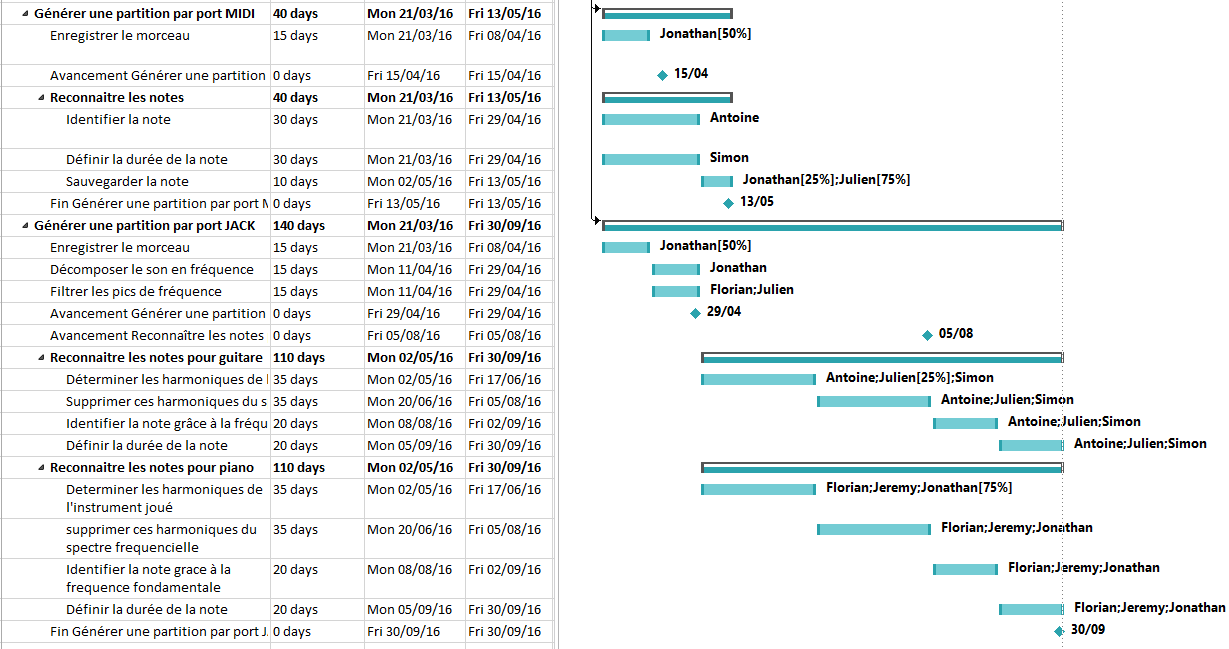 Générer une partition par port MIDI 40 days Mon 21/03/16 Fri 13/05/16
Enregistrer le morceau 15 days Mon 21/03/16 Fri 08/04/16 Jonathan[50%]
Avancement Générer une partition 0 days Fri 15/04/16 Fri 15/04/16 15/04
Reconnaitre les notes 40 days Mon 21/03/16 Fri 13/05/16
Identifier la note 30 days Mon 21/03/16 Fri 29/04/16 Antoine
Définir la durée de la note 30 days Mon 21/03/16 Fri 29/04/16 Simon
Sauvegarder la note 10 days Mon 02/05/16 Fri 13/05/16 Jonathan[25%];Julien[75%]
Fin Générer une partition par port M 0 days Fri 13/05/16 Fri 13/05/16 13/05
Générer une partition par port JACK 140 days Mon 21/03/16 Fri 30/09/16
Enregistrer le morceau 15 days Mon 21/03/16 Fri 08/04/16 Jonathan[50%]
Décomposer le son en fréquence 15 days Mon 11/04/16 Fri 29/04/16 Jonathan
Filtrer les pics de fréquence 15 days Mon 11/04/16 Fri 29/04/16 Florian;Julien
Avancement Générer une partition 0 days Fri 29/04/16 Fri 29/04/16 29/04
Avancement Reconnaître les notes 0 days Fri 05/08/16 Fri 05/08/16 05/08
Reconnaitre les notes pour guitare 110 days Mon 02/05/16 Fri 30/09/16
Déterminer les harmoniques de l 35 days Mon 02/05/16 Fri 17/06/16 Antoine;Julien[25%];Simon
Supprimer ces harmoniques du s 35 days Mon 20/06/16 Fri 05/08/16 Antoine;Julien;Simon
Identifier la note grâce à la fréqu 20 days Mon 08/08/16 Fri 02/09/16 Antoine;Julien;Simon
Définir la durée de la note 20 days Mon 05/09/16 Fri 30/09/16 Antoine;Julien;Simon
Reconnaitre les notes pour piano 110 days Mon 02/05/16 Fri 30/09/16
Determiner les harmoniques de 35 days Mon 02/05/16 Fri 17/06/16 Florian;Jeremy;Jonathan[75%]
l'instrument joué
supprimer ces harmoniques du 35 days Mon 20/06/16 Fri 05/08/16 Florian;Jeremy;Jonathan
spectre frequencielle
Identifier la note grace à la 20 days Mon 08/08/16 Fri 02/09/16 Florian;Jeremy;Jonathan
frequence fondamentale
Définir la durée de la note 20 days Mon 05/09/16 Fri 30/09/16 Florian;Jeremy;Jonathan
Fin Générer une partition par port J 0 days Fri 30/09/16 Fri 30/09/16 30/09